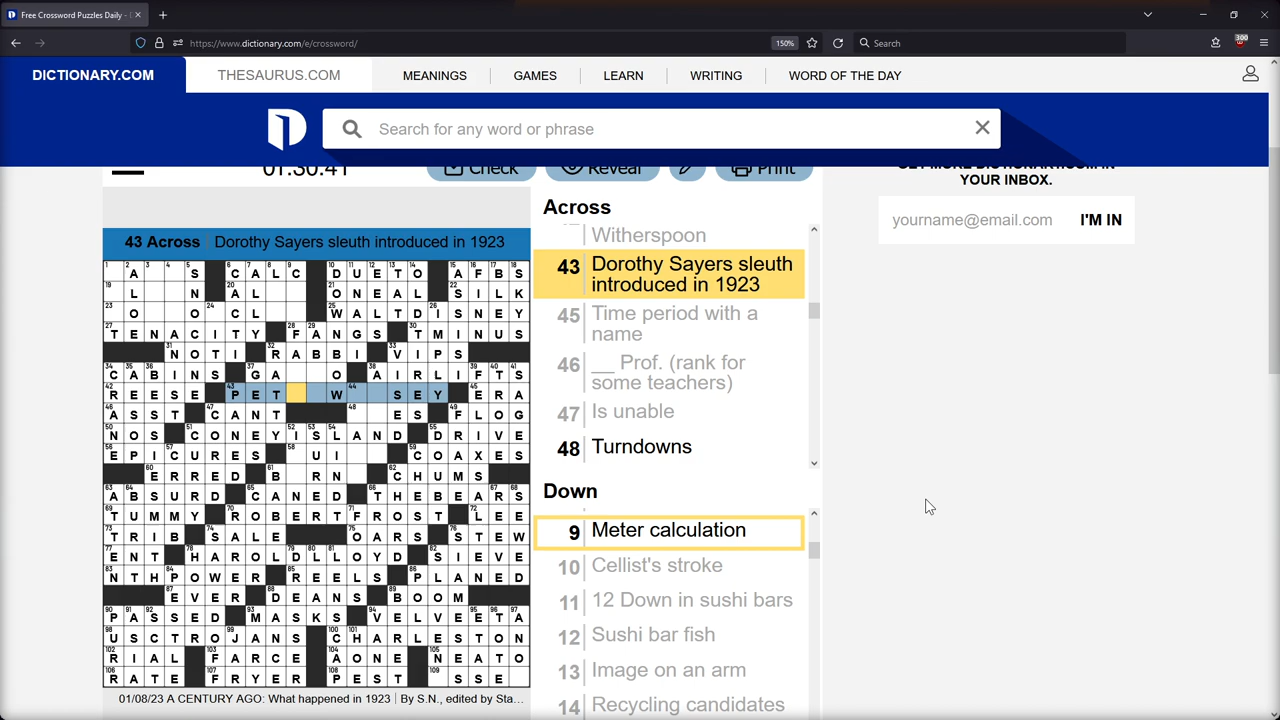 Free Crossword Puzzles Daily -
https://www.dictionary.com/e/crossword/
150%
Search
300
DICTIONARY.COM
THESAURUS.COM
MEANINGS
GAMES
LEARN
WRITING
WORD OF THE DAY
Search for any word or phrase
YOUR INBOX.
yourname@email.com
I'M IN
01:30:41
Check
Reveal
Print
43 Across
Dorothy Sayers sleuth introduced in 1923
A S C A L C D U E T O A F B S
L N A L O N E A L S I L K
O O C L W A L T D I S N E Y
T E N A C I T Y F A N G S T M I N U S
N O T I R A B B I V I P S
C A B I N S G A O A I R L I F T S
R E E S E P E T W S E Y E R A
A S S T C A N T E S F L O G
N O S C O N E Y I S L A N D D R I V E
E P I C U R E S U I C O A X E S
E R R E D B R N C H U M S
A B S U R D C A N E D T H E B E A R S
T U M M Y R O B E R T F R O S T L E E
T R I B S A L E O A R S S T E W
E N T H A R O L D L L O Y D S I E V E
N T H P O W E R R E E L S P L A N E D
E V E R D E A N S B O O M
P A S S E D M A S K S V E L V E E T A
U S C T R O J A N S C H A R L E S T O N
R I A L F A R C E A O N E N E A T O
R A T E F R Y E R P E S T S S E
01/08/23 A CENTURY AGO: What happened in 1923 | By S.N., edited by Sta...
Across
Witherspoon
43 Dorothy Sayers sleuth
introduced in 1923
45 Time period with a
name
46 __ Prof. (rank for
some teachers)
47 Is unable
48 Turndowns
Down
9 Meter calculation
10 Cellist's stroke
11 12 Down in sushi bars
12 Sushi bar fish
13 Image on an arm
14 Recycling candidates